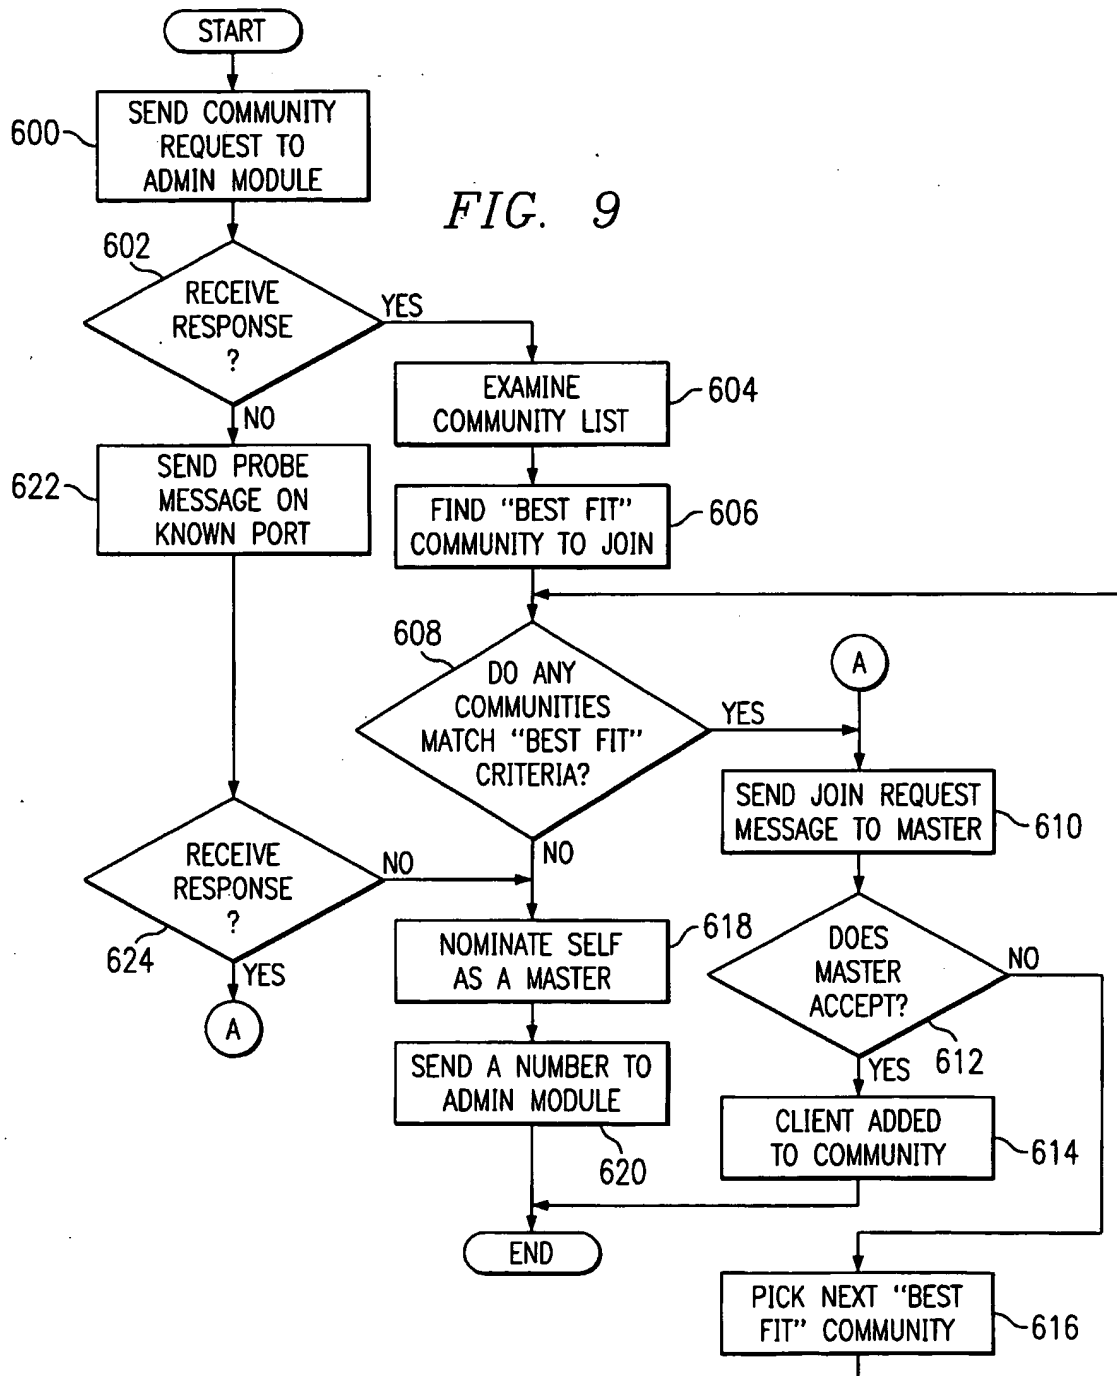 START
600
SEND COMMUNITY
REQUEST TO
ADMIN MODULE
FIG. 9
602
RECEIVE
RESPONSE
?
YES
NO
EXAMINE
COMMUNITY LIST
604
622
SEND PROBE
MESSAGE ON
KNOWN PORT
FIND "BEST FIT"
COMMUNITY TO JOIN
606
608
DO ANY
COMMUNITIES
MATCH "BEST FIT"
CRITERIA?
YES
NO
A
SEND JOIN REQUEST
MESSAGE TO MASTER
610
RECEIVE
RESPONSE
?
NO
624
YES
A
NOMINATE SELF
AS A MASTER
618
DOES
MASTER
ACCEPT?
NO
612
YES
SEND A NUMBER TO
ADMIN MODULE
620
CLIENT ADDED
TO COMMUNITY
614
END
PICK NEXT "BEST
FIT" COMMUNITY
616